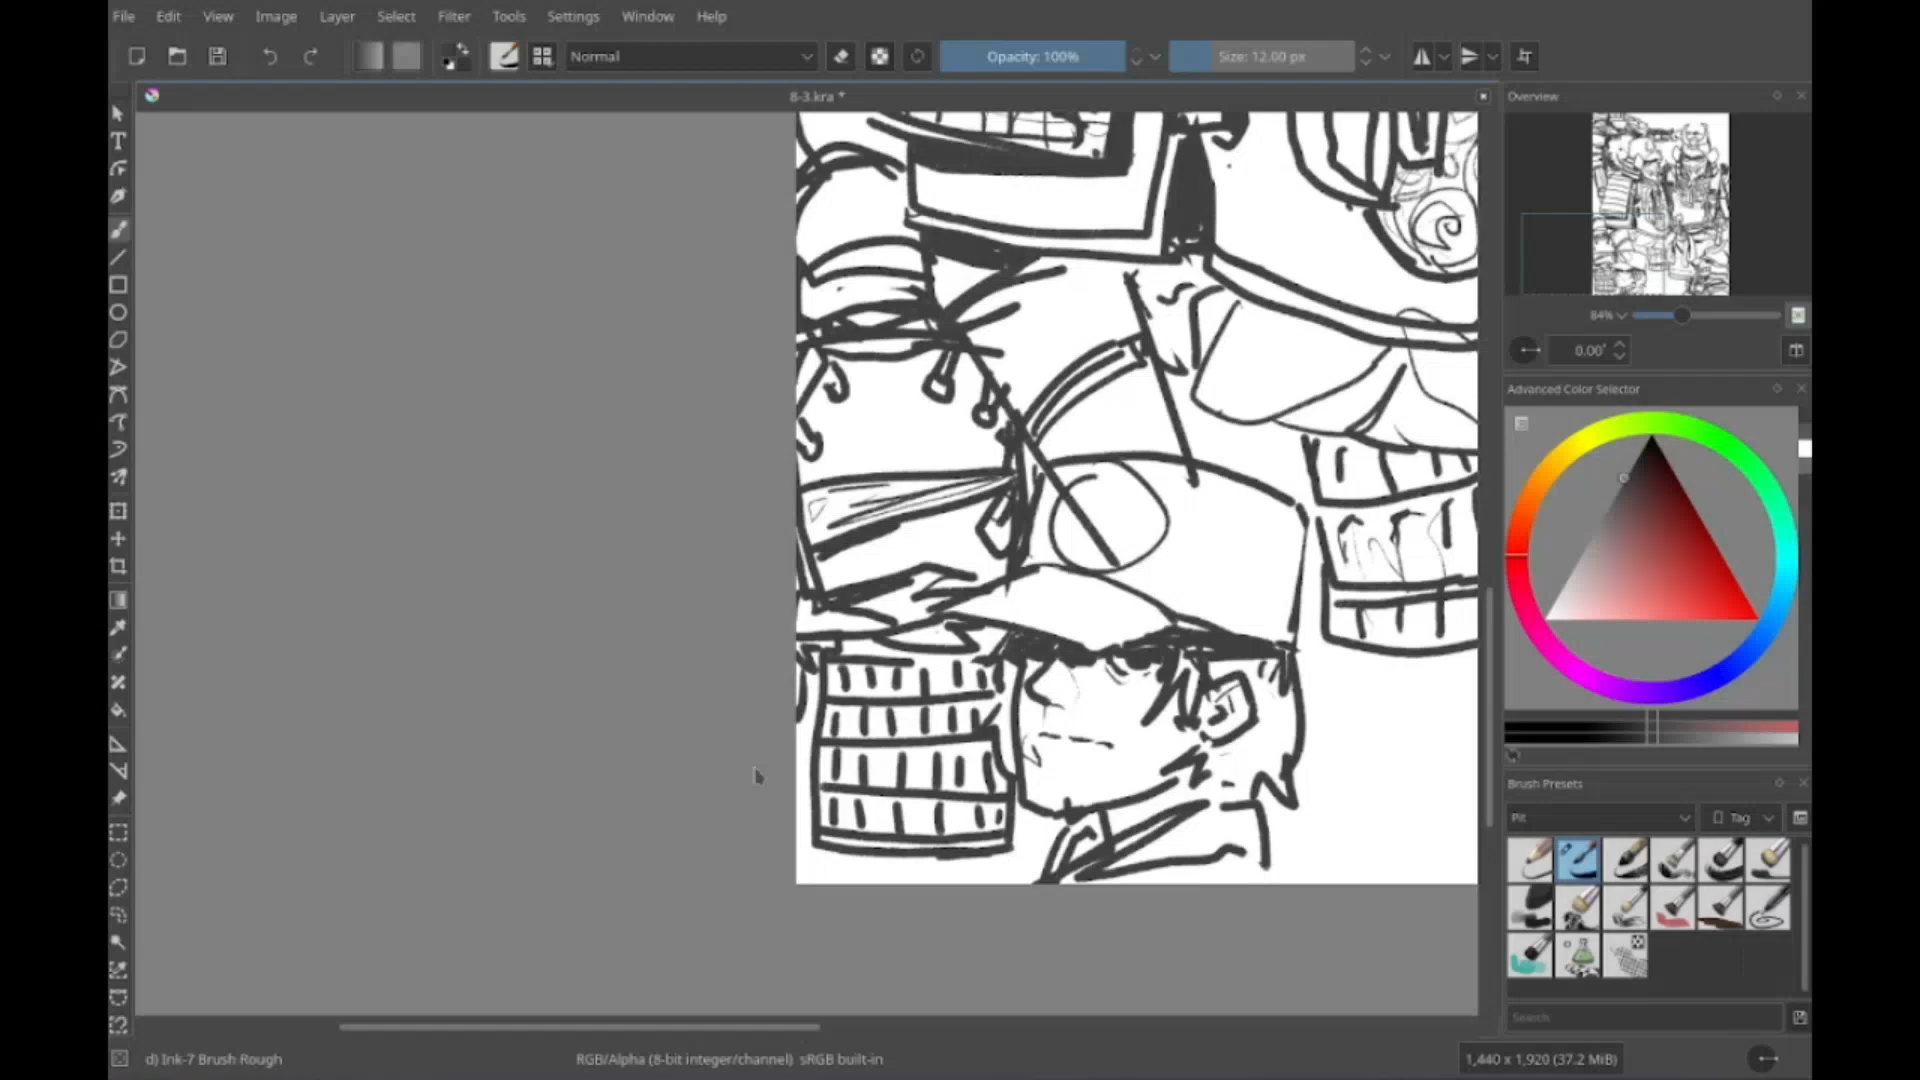 File Edit View Image Layer Select Filter Tools Settings Window Help
Normal
Opacity: 100%
Size: 12.00 px
8-3.kra *
Overview
84%
0.00°
Advanced Color Selector
Brush Presets
Pit
Tag
Search
d) Ink-7 Brush Rough
RGB/Alpha (8-bit integer/channel) sRGB built-in
1,440 x 1,920 (37.2 MiB)